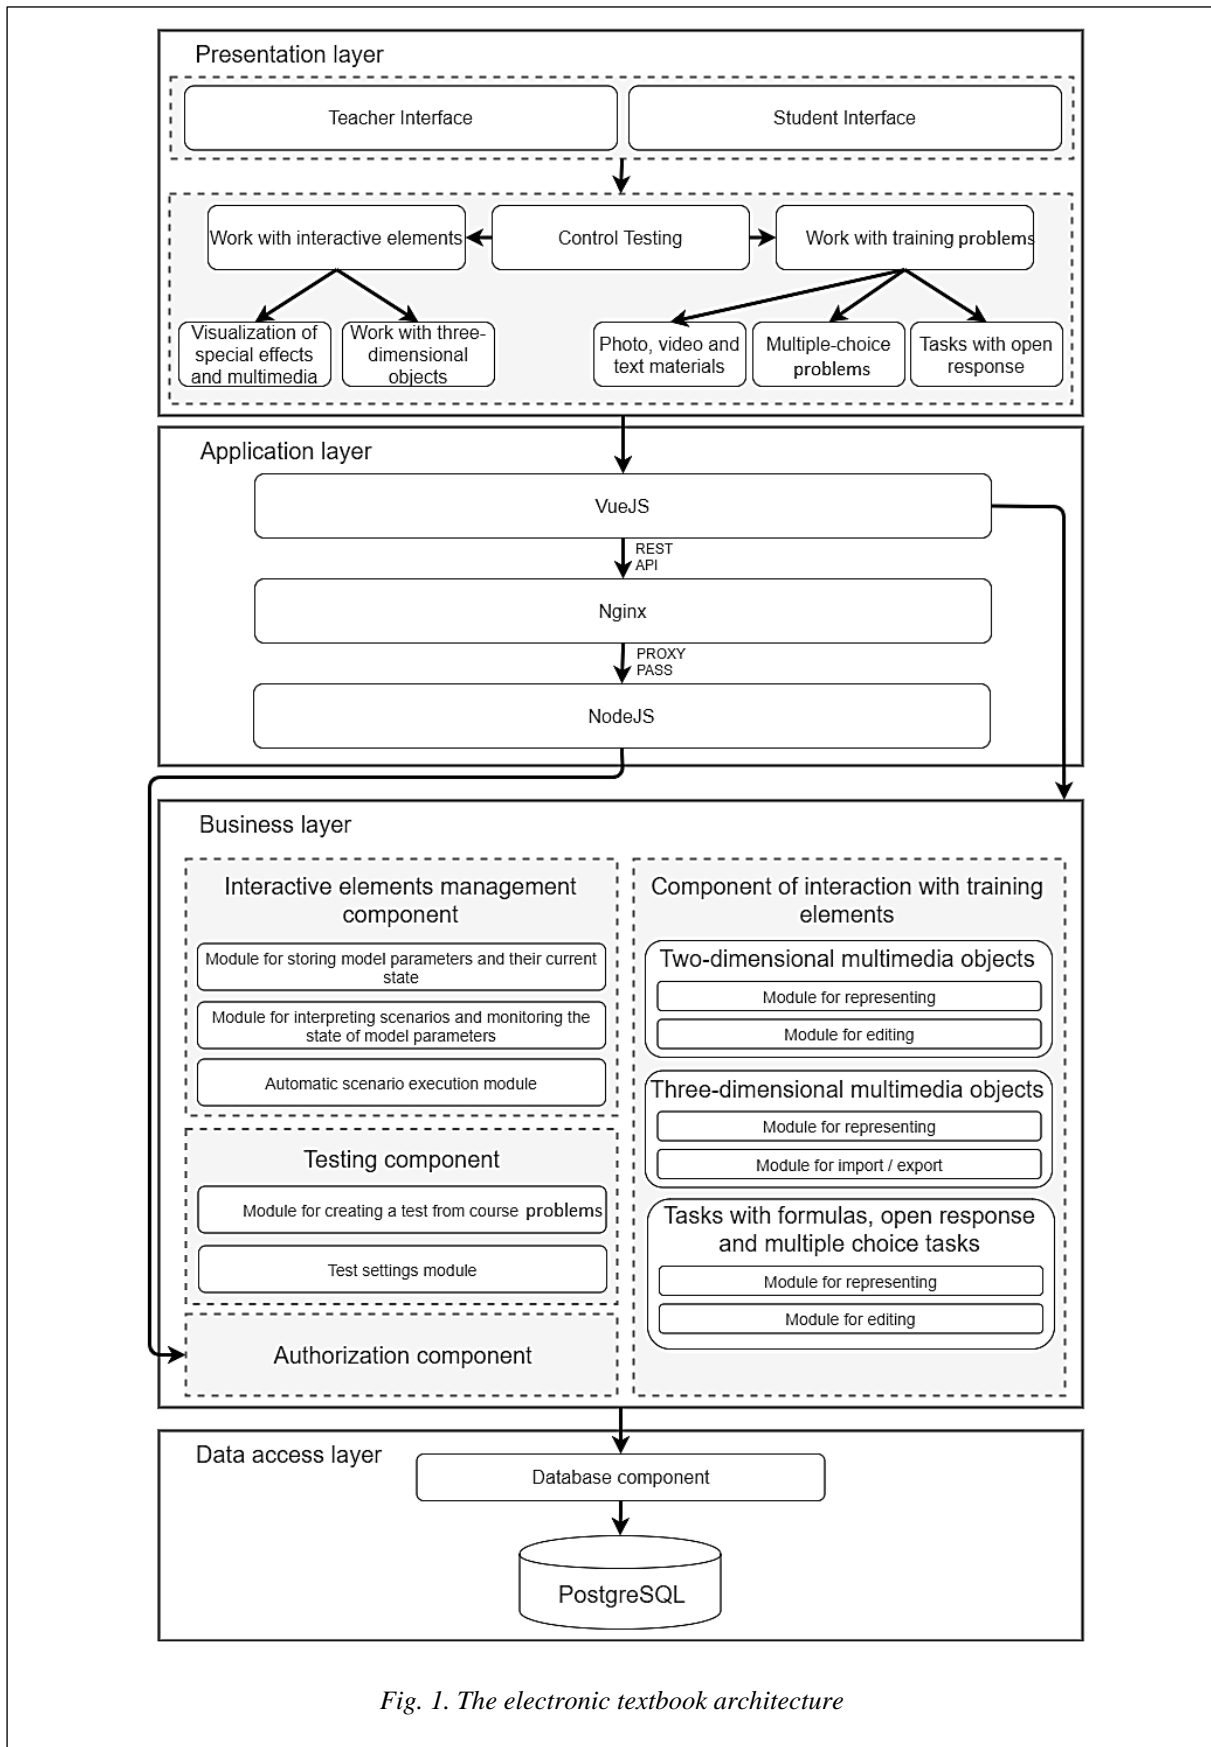 Presentation layer
Teacher Interface
Student Interface
Work with interactive elements
Control Testing
Work with training problems
Visualization of
special effects
and multimedia
Work with three-
dimensional
objects
Photo, video and
text materials
Multiple-choice
problems
Tasks with open
response
Application layer
VueJS
REST
API
Nginx
PROXY
PASS
NodeJS
Business layer
Interactive elements management
component
Module for storing model parameters and their current
state
Module for interpreting scenarios and monitoring the
state of model parameters
Automatic scenario execution module
Testing component
Module for creating a test from course problems
Test settings module
Authorization component
Component of interaction with training
elements
Two-dimensional multimedia objects
Module for representing
Module for editing
Three-dimensional multimedia objects
Module for representing
Module for import / export
Tasks with formulas, open response
and multiple choice tasks
Module for representing
Module for editing
Data access layer
Database component
PostgreSQL
Fig. 1. The electronic textbook architecture